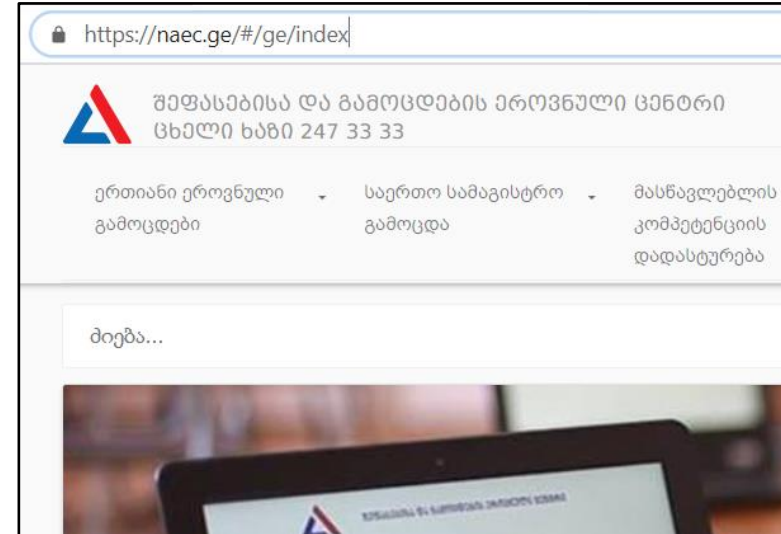 https://naec.ge/#/ge/index
შეფასებისა და გამოცდების ეროვნული ცენტრი
ცხელი ხაზი 247 33 33
ერთიანი ეროვნული
გამოცდები
საერთო სამაგისტრო
გამოცდა
მასწავლებლის
კომპეტენციის
დადასტურება
ძიება...